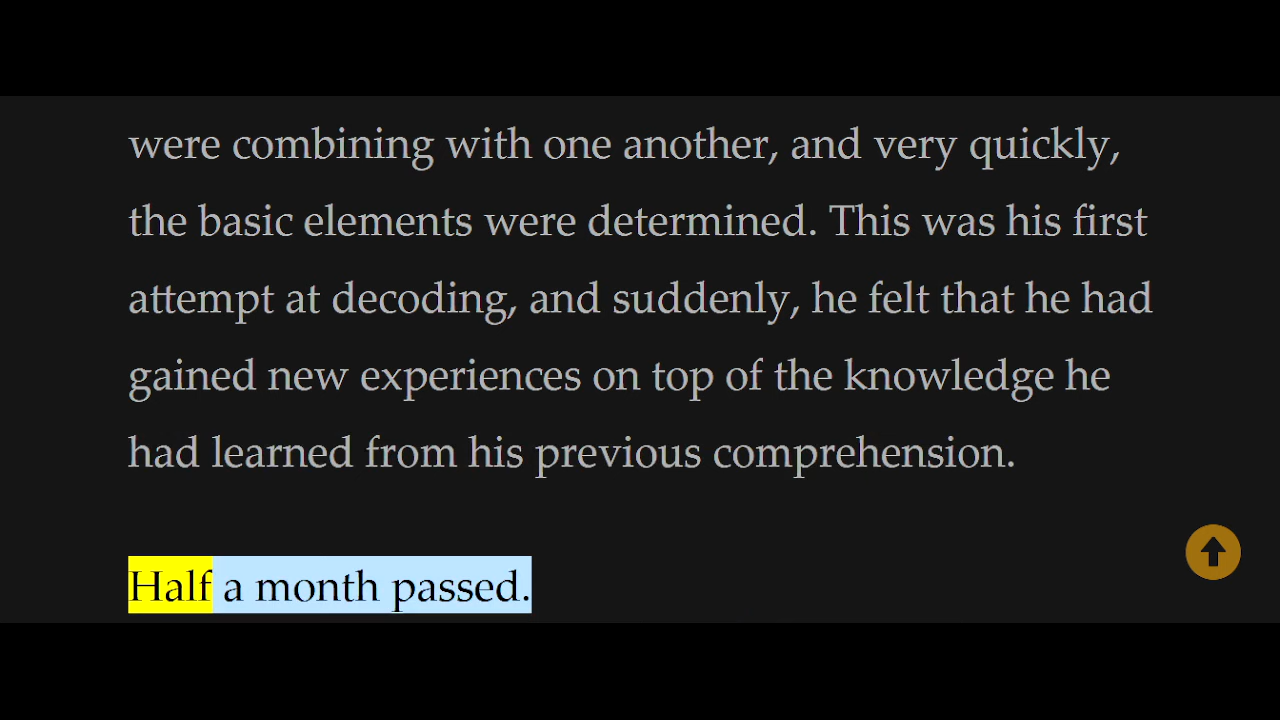 were combining with one another, and very quickly,
the basic elements were determined. This was his first
attempt at decoding, and suddenly, he felt that he had
gained new experiences on top of the knowledge he
had learned from his previous comprehension.
Half a month passed.